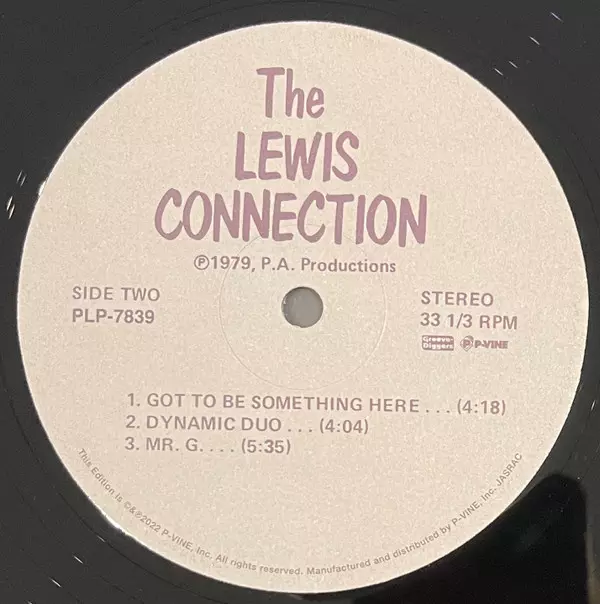 The
LEWIS
CONNECTION
℗1979, P.A. Productions
SIDE TWO
PLP-7839
STEREO
33 1/3 RPM
Groove-Diggers P-VINE
1. GOT TO BE SOMETHING HERE . . . (4:18)
2. DYNAMIC DUO . . . (4:04)
3. MR. G. . . . (5:35)
This Edition is ©&℗2022 P-VINE, Inc. All rights reserved. Manufactured and distributed by P-VINE, Inc. JASRAC